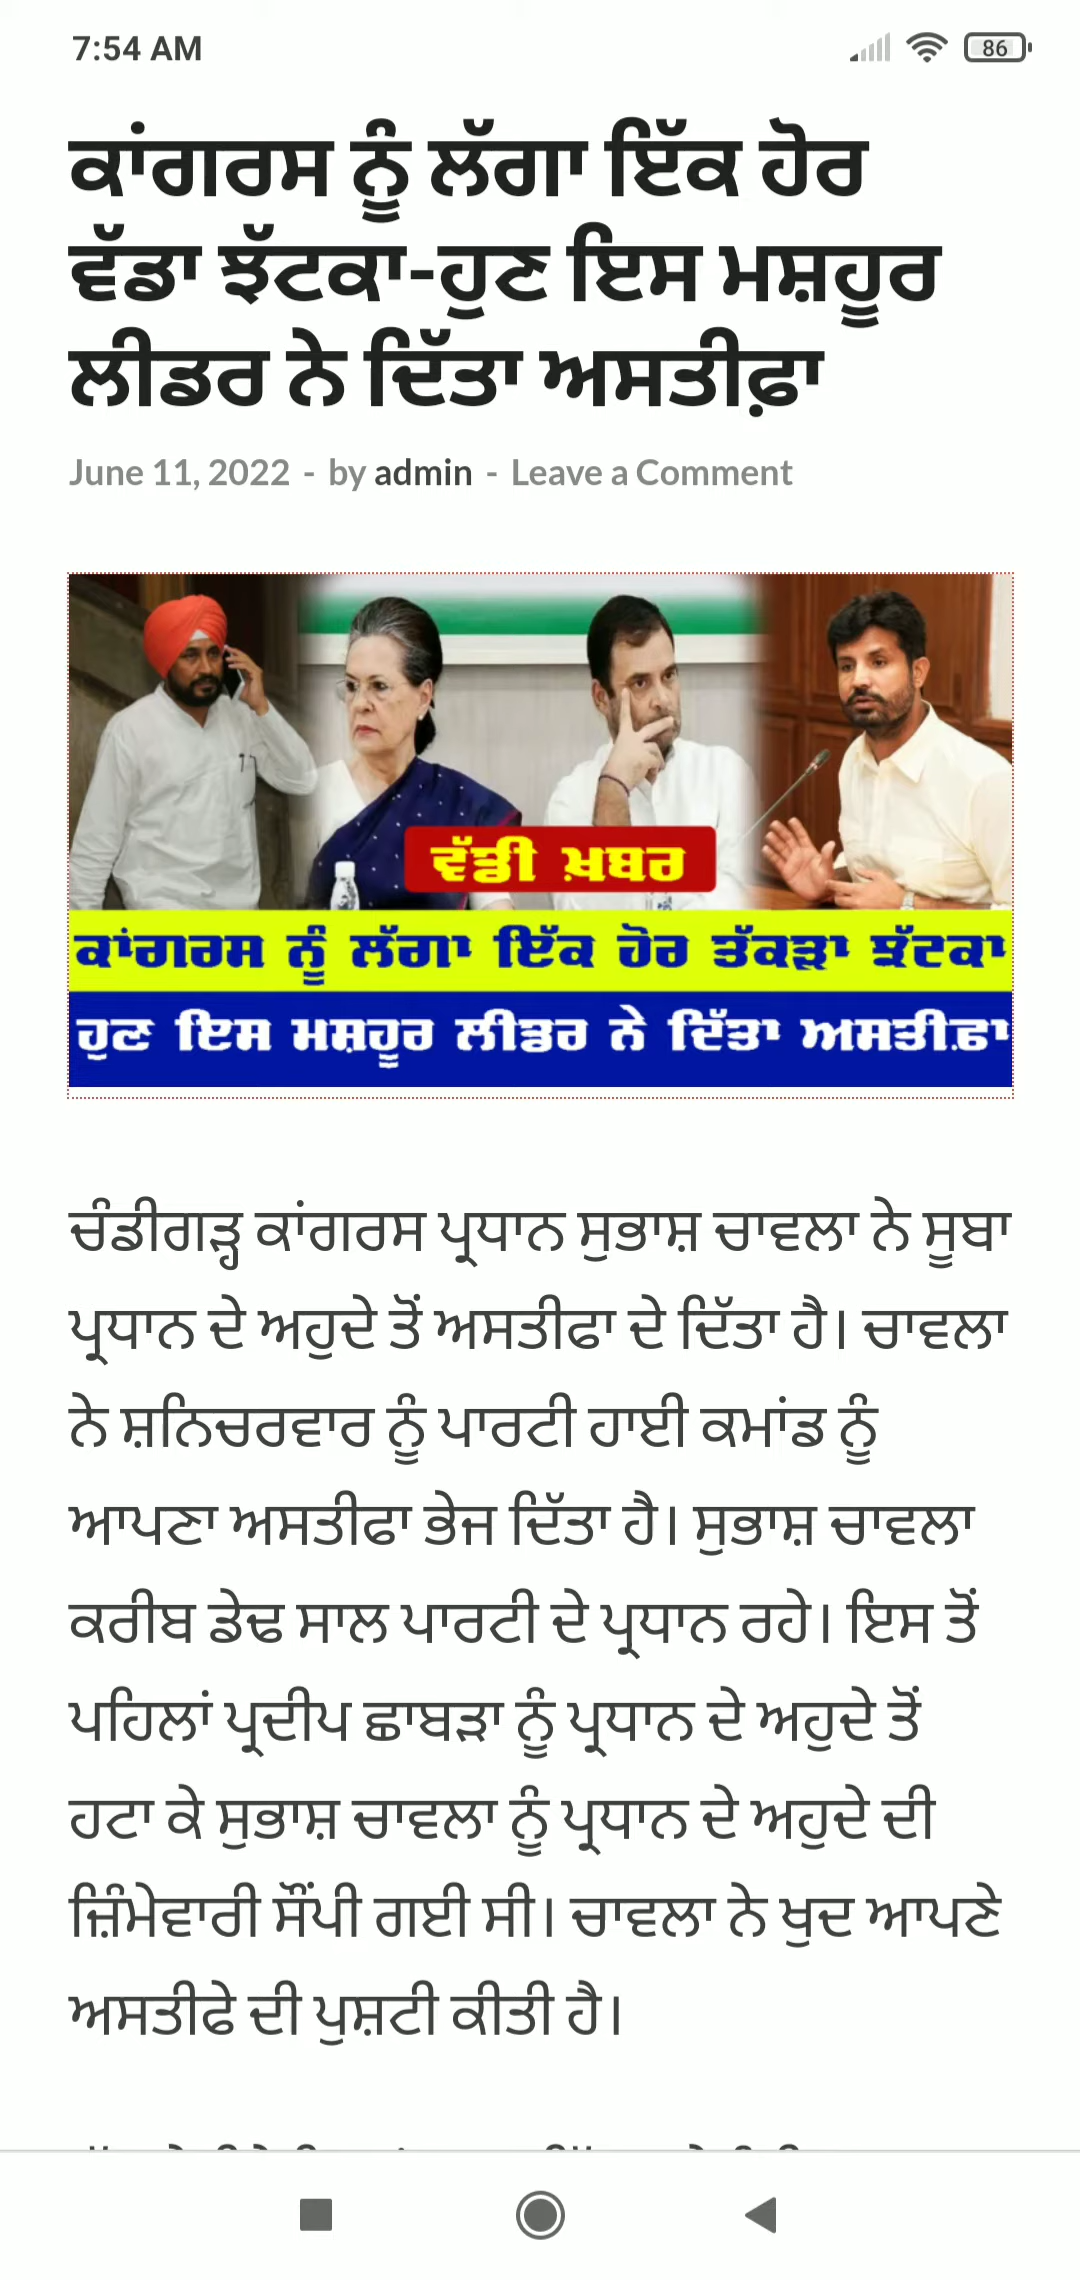 7:54 AM
86
ਕਾਂਗਰਸ ਨੂੰ ਲੱਗਾ ਇੱਕ ਹੋਰ
ਵੱਡਾ ਝੱਟਕਾ-ਹੁਣ ਇਸ ਮਸ਼ਹੂਰ
ਲੀਡਰ ਨੇ ਦਿੱਤਾ ਅਸਤੀਫ਼ਾ
June 11, 2022 - by admin - Leave a Comment
ਵੱਡੀ ਖ਼ਬਰ
ਕਾਂਗਰਸ ਨੂੰ ਲੱਗਾ ਇੱਕ ਹੋਰ ਤੱਕੜਾ ਝੱਟਕਾ
ਹੁਣ ਇਸ ਮਸ਼ਹੂਰ ਲੀਡਰ ਨੇ ਦਿੱਤਾ ਅਸਤੀਫ਼ਾ
ਚੰਡੀਗੜ੍ਹ ਕਾਂਗਰਸ ਪ੍ਰਧਾਨ ਸੁਭਾਸ਼ ਚਾਵਲਾ ਨੇ ਸੂਬਾ
ਪ੍ਰਧਾਨ ਦੇ ਅਹੁਦੇ ਤੋਂ ਅਸਤੀਫਾ ਦੇ ਦਿੱਤਾ ਹੈ। ਚਾਵਲਾ
ਨੇ ਸ਼ਨਿਚਰਵਾਰ ਨੂੰ ਪਾਰਟੀ ਹਾਈ ਕਮਾਂਡ ਨੂੰ
ਆਪਣਾ ਅਸਤੀਫਾ ਭੇਜ ਦਿੱਤਾ ਹੈ। ਸੁਭਾਸ਼ ਚਾਵਲਾ
ਕਰੀਬ ਡੇਢ ਸਾਲ ਪਾਰਟੀ ਦੇ ਪ੍ਰਧਾਨ ਰਹੇ। ਇਸ ਤੋਂ
ਪਹਿਲਾਂ ਪ੍ਰਦੀਪ ਛਾਬੜਾ ਨੂੰ ਪ੍ਰਧਾਨ ਦੇ ਅਹੁਦੇ ਤੋਂ
ਹਟਾ ਕੇ ਸੁਭਾਸ਼ ਚਾਵਲਾ ਨੂੰ ਪ੍ਰਧਾਨ ਦੇ ਅਹੁਦੇ ਦੀ
ਜ਼ਿੰਮੇਵਾਰੀ ਸੌਂਪੀ ਗਈ ਸੀ। ਚਾਵਲਾ ਨੇ ਖੁਦ ਆਪਣੇ
ਅਸਤੀਫੇ ਦੀ ਪੁਸ਼ਟੀ ਕੀਤੀ ਹੈ।